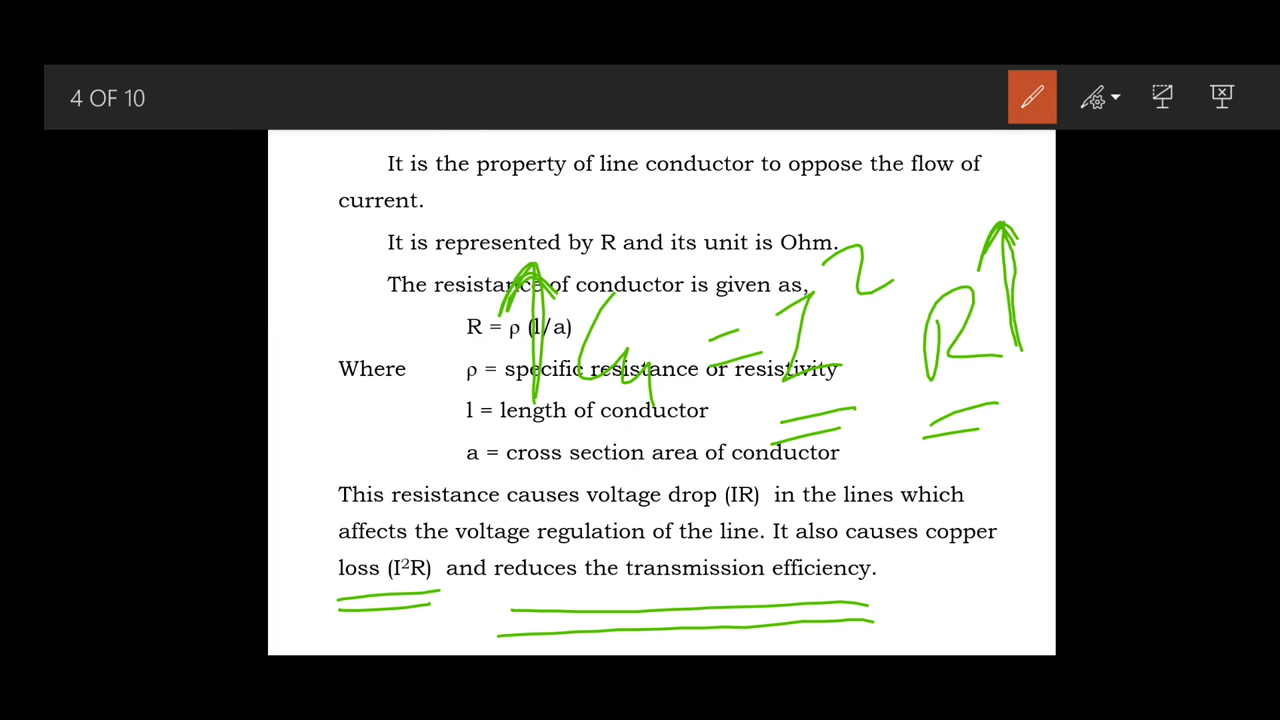 4 OF 10
It is the property of line conductor to oppose the flow of
current.
It is represented by R and its unit is Ohm.
The resistance of conductor is given as,
R = ρ (l/a)
Where ρ = specific resistance or resistivity
l = length of conductor
a = cross section area of conductor
This resistance causes voltage drop (IR) in the lines which
affects the voltage regulation of the line. It also causes copper
loss (I²R) and reduces the transmission efficiency.
↑ Cu = I² R ↑